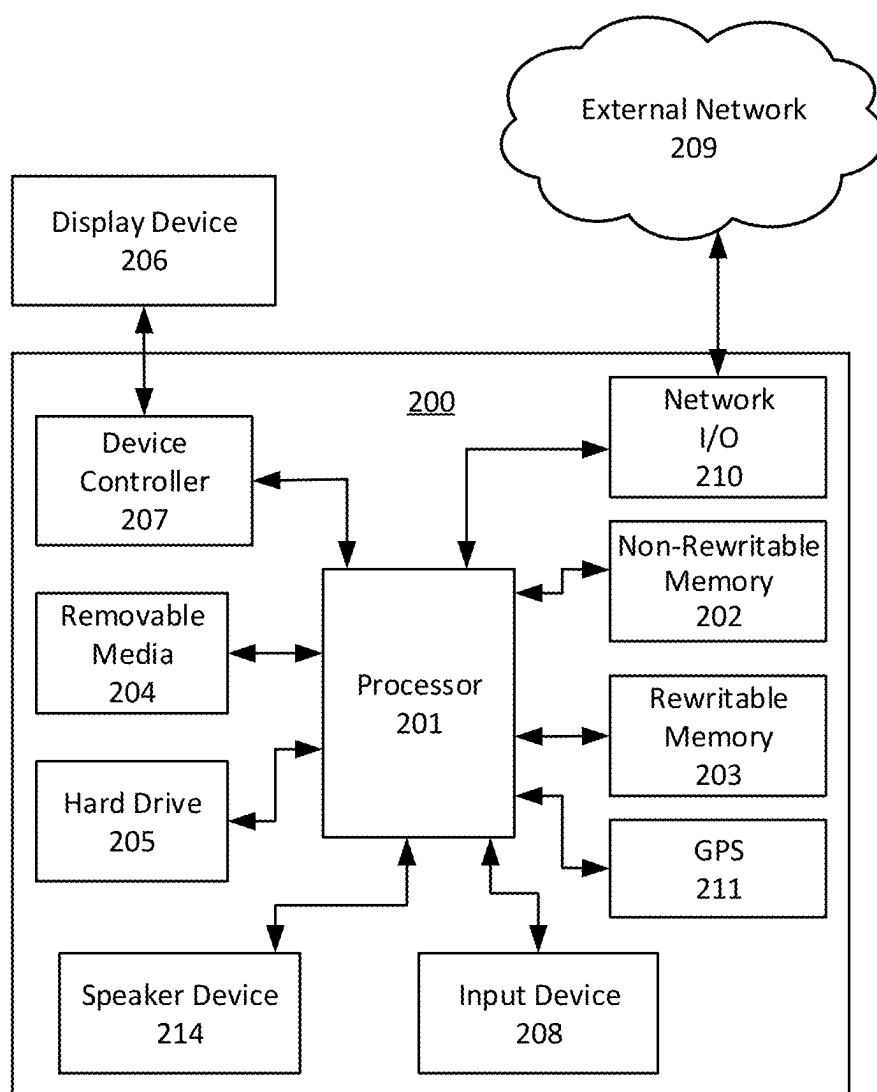 External Network
209
Display Device
206
200
Device
Controller
207
Network
I/O
210
Non-Rewritable
Memory
202
Removable
Media
204
Processor
201
Rewritable
Memory
203
Hard Drive
205
GPS
211
Speaker Device
214
Input Device
208